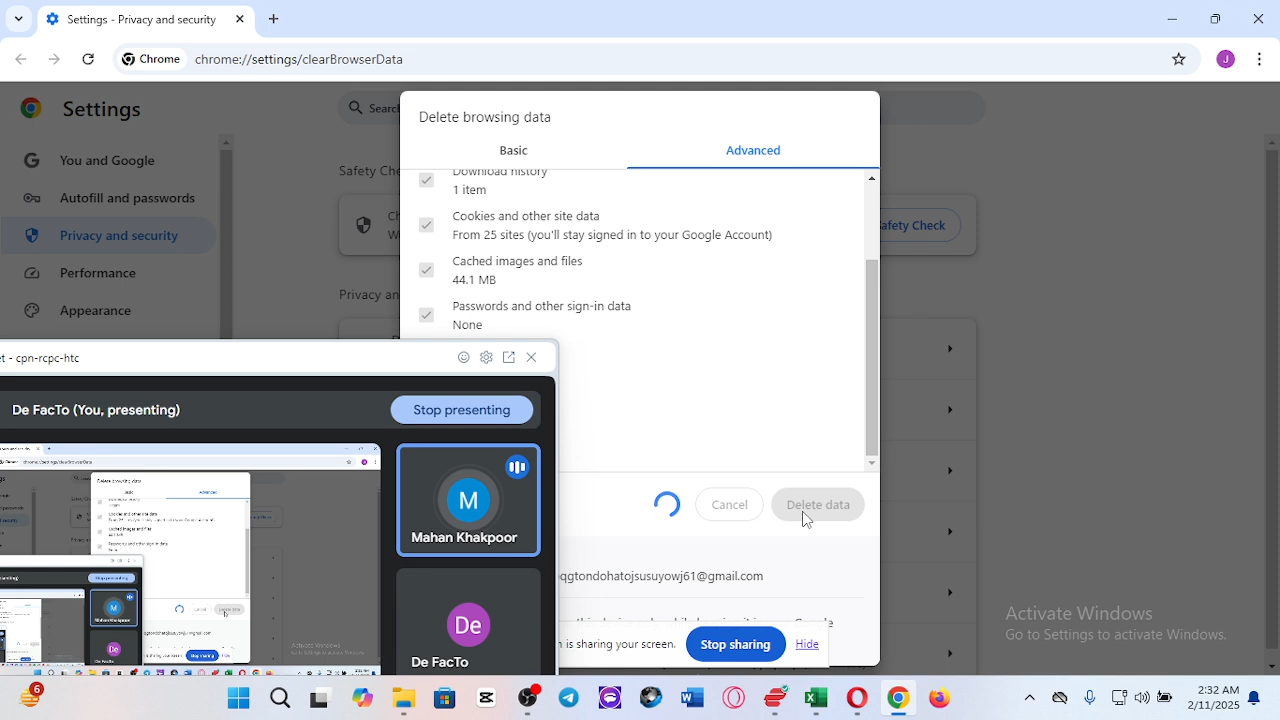 Settings - Privacy and security
Chrome
chrome://settings/clearBrowserData
J
Settings
Searc
You and Google
Autofill and passwords
Privacy and security
Performance
Appearance
Safety Che
afety Check
Privacy an
Delete browsing data
Basic
Advanced
Download history
1 item
Cookies and other site data
From 25 sites (you'll stay signed in to your Google Account)
Cached images and files
44.1 MB
Passwords and other sign-in data
None
Cancel
Delete data
qgtondohatojsusuyowj61@gmail.com
et - cpn-rcpc-htc
De FacTo (You, presenting)
Stop presenting
M
Mahan Khakpoor
De
De FacTo
is sharing your screen.
Stop sharing
Hide
Activate Windows
Go to Settings to activate Windows.
6
2:32 AM
2/11/2025